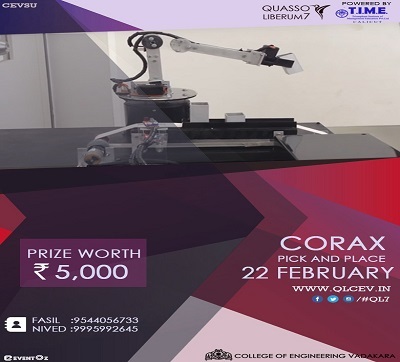 CEVSU
QUASSO
LIBERUM7
POWERED BY
T.I.M.E.
CALICUT
PRIZE WORTH
₹ 5,000
CORAX
PICK AND PLACE
22 FEBRUARY
WWW.QLCEV.IN
/#QL7
FASIL :9544056733
NIVED :9995992645
EVENTOZ
COLLEGE OF ENGINEERING VADAKARA